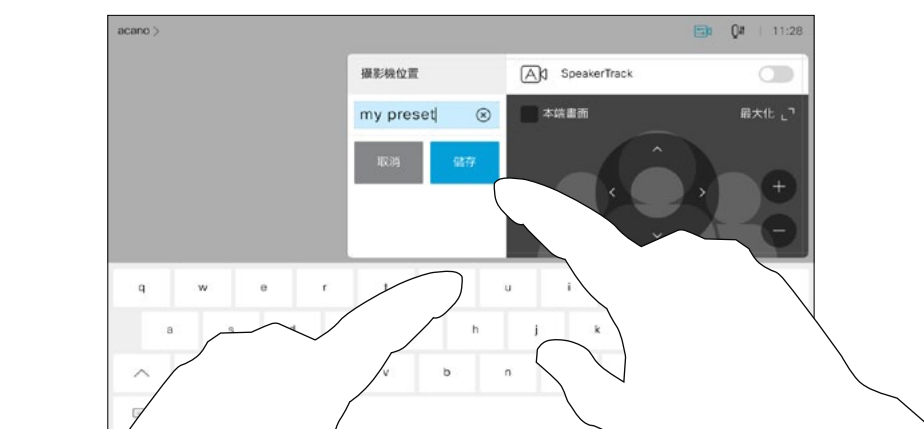 acano >
11:28
攝影機位置
SpeakerTrack
my preset
本端畫面
最大化
取消
儲存
q w e r t u i
a s d h j k
v b n